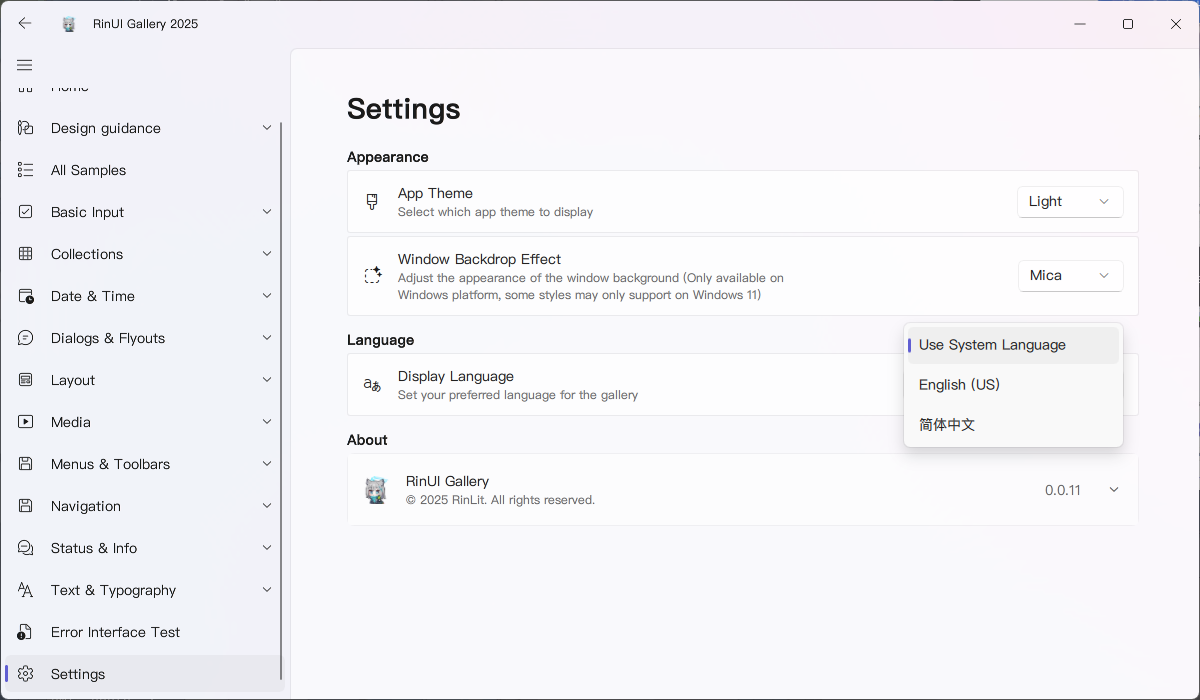 RinUI Gallery 2025
Home
Design guidance
All Samples
Basic Input
Collections
Date & Time
Dialogs & Flyouts
Layout
Media
Menus & Toolbars
Navigation
Status & Info
Text & Typography
Error Interface Test
Settings
Settings
Appearance
App Theme
Select which app theme to display
Light
Window Backdrop Effect
Adjust the appearance of the window background (Only available on
Windows platform, some styles may only support on Windows 11)
Mica
Language
Display Language
Set your preferred language for the gallery
Use System Language
English (US)
简体中文
About
RinUI Gallery
© 2025 RinLit. All rights reserved.
0.0.11